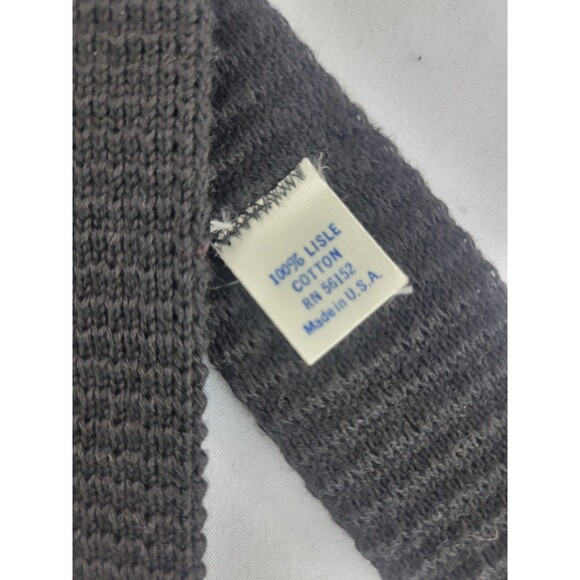 100% LISLE
COTTON
RN 56152
Made in U.S.A.